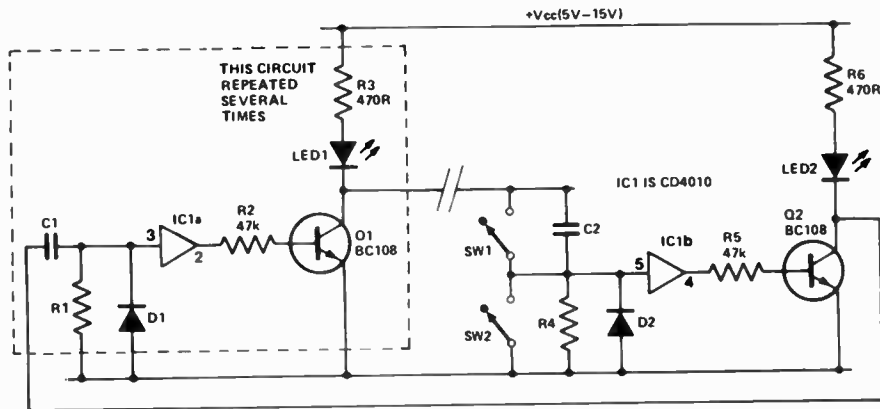 +Vcc(5V–15V)
THIS CIRCUIT
REPEATED
SEVERAL
TIMES
R3
470R
LED1
R6
470R
LED2
IC1 IS CD4010
C1
IC1a
3
2
R2
47k
Q1
BC108
R1
D1
SW1
C2
SW2
R4
D2
IC1b
5
4
R5
47k
Q2
BC108